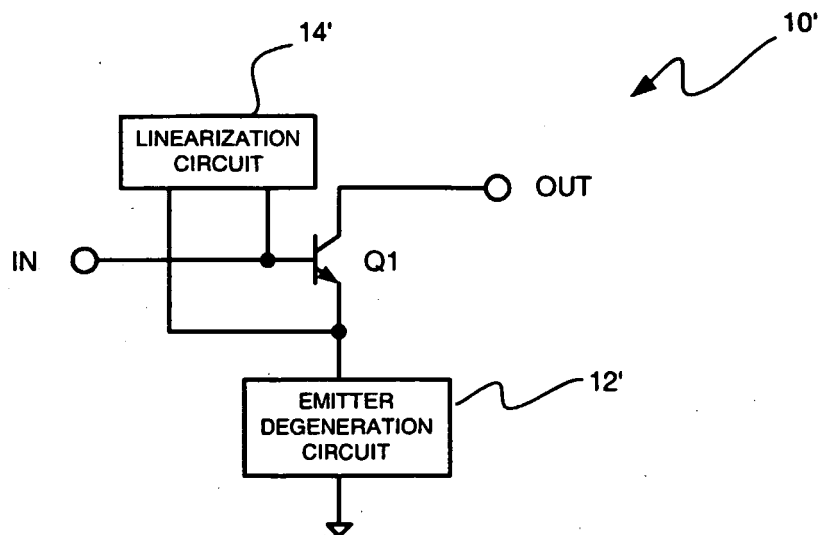 14'
10'
LINEARIZATION
CIRCUIT
OUT
IN
Q1
EMITTER
DEGENERATION
CIRCUIT
12'